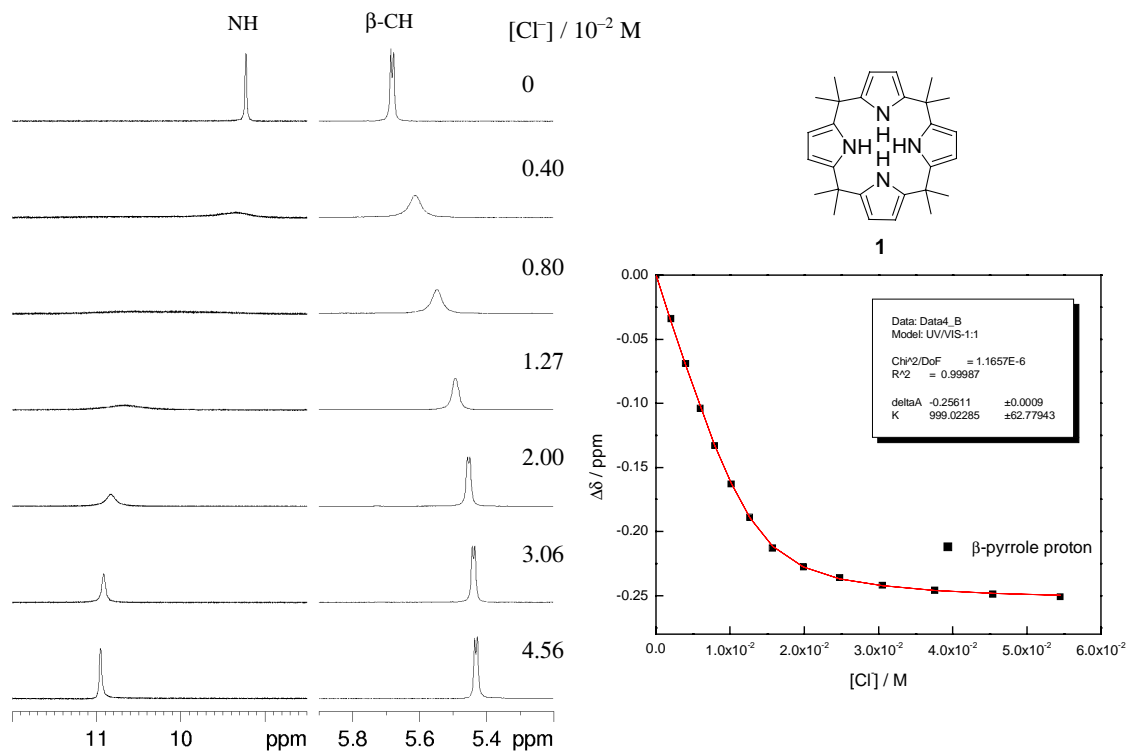 NH
β-CH
[Cl⁻] / 10⁻² M
0
0.40
0.80
1.27
2.00
3.06
4.56
11 10 ppm
5.8 5.6 5.4 ppm
N
H
NH
HN
H
N
1
0.00
-0.05
-0.10
-0.15
-0.20
-0.25
Δδ / ppm
Data: Data4_B
Model: UV/VIS-1:1
Chi^2/DoF = 1.1657E-6
R^2 = 0.99987
deltaA -0.25611 ±0.0009
K 999.02285 ±62.77943
β-pyrrole proton
0.0 1.0x10⁻² 2.0x10⁻² 3.0x10⁻² 4.0x10⁻² 5.0x10⁻² 6.0x10⁻²
[Cl⁻] / M